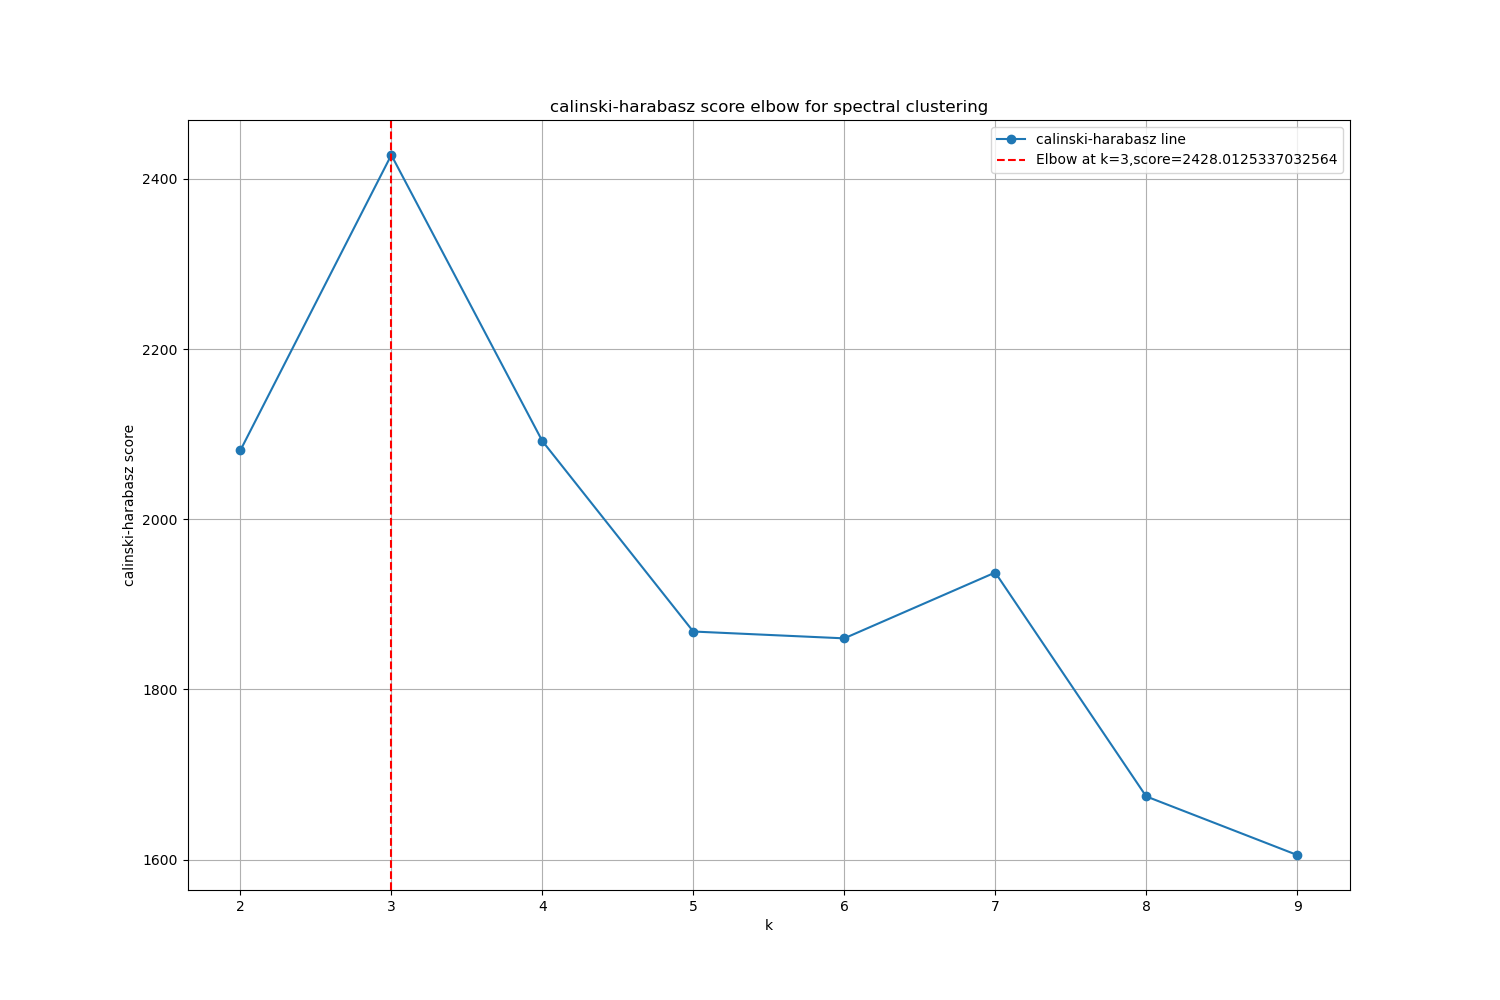 calinski-harabasz score elbow for spectral clustering
calinski-harabasz line
Elbow at k=3,score=2428.0125337032564
calinski-harabasz score
2400
2200
2000
1800
1600
2 3 4 5 6 7 8 9
k